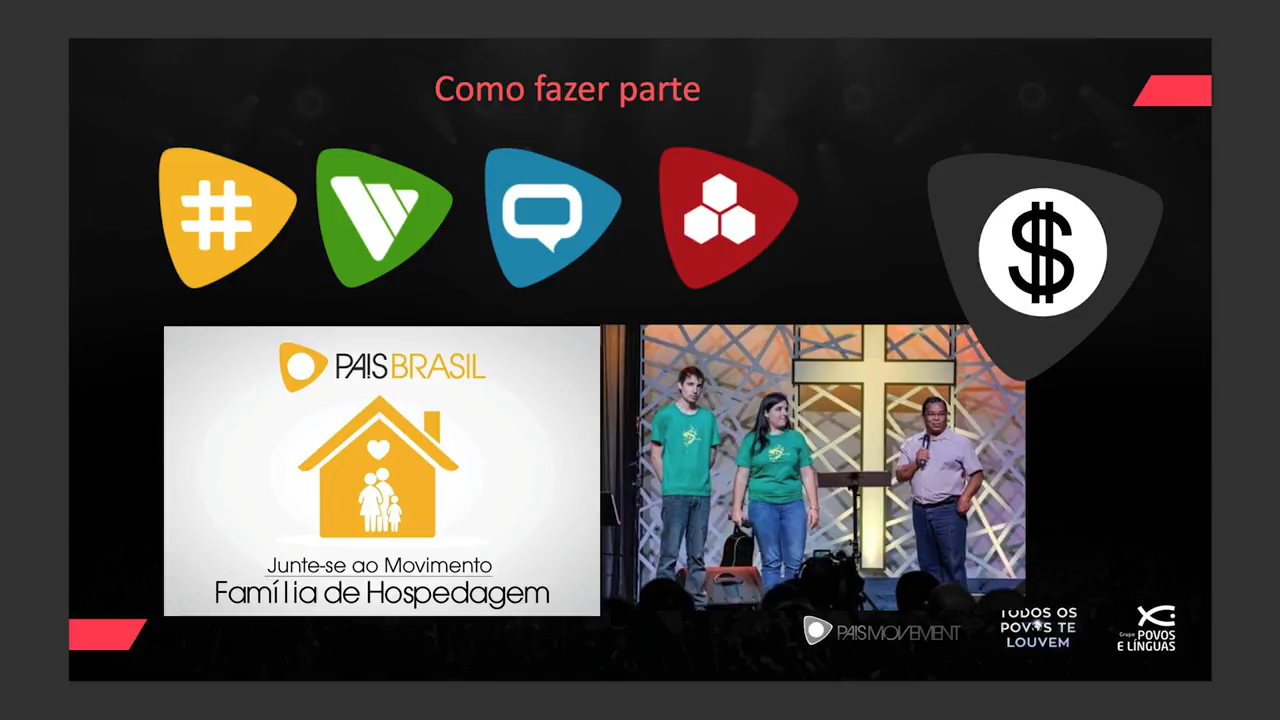 Como fazer parte
#
$
PAIS BRASIL
Junte-se ao Movimento
Família de Hospedagem
PAIS MOVEMENT
TODOS OS
POVOS TE
LOUVEM
Grupo POVOS
E LÍNGUAS